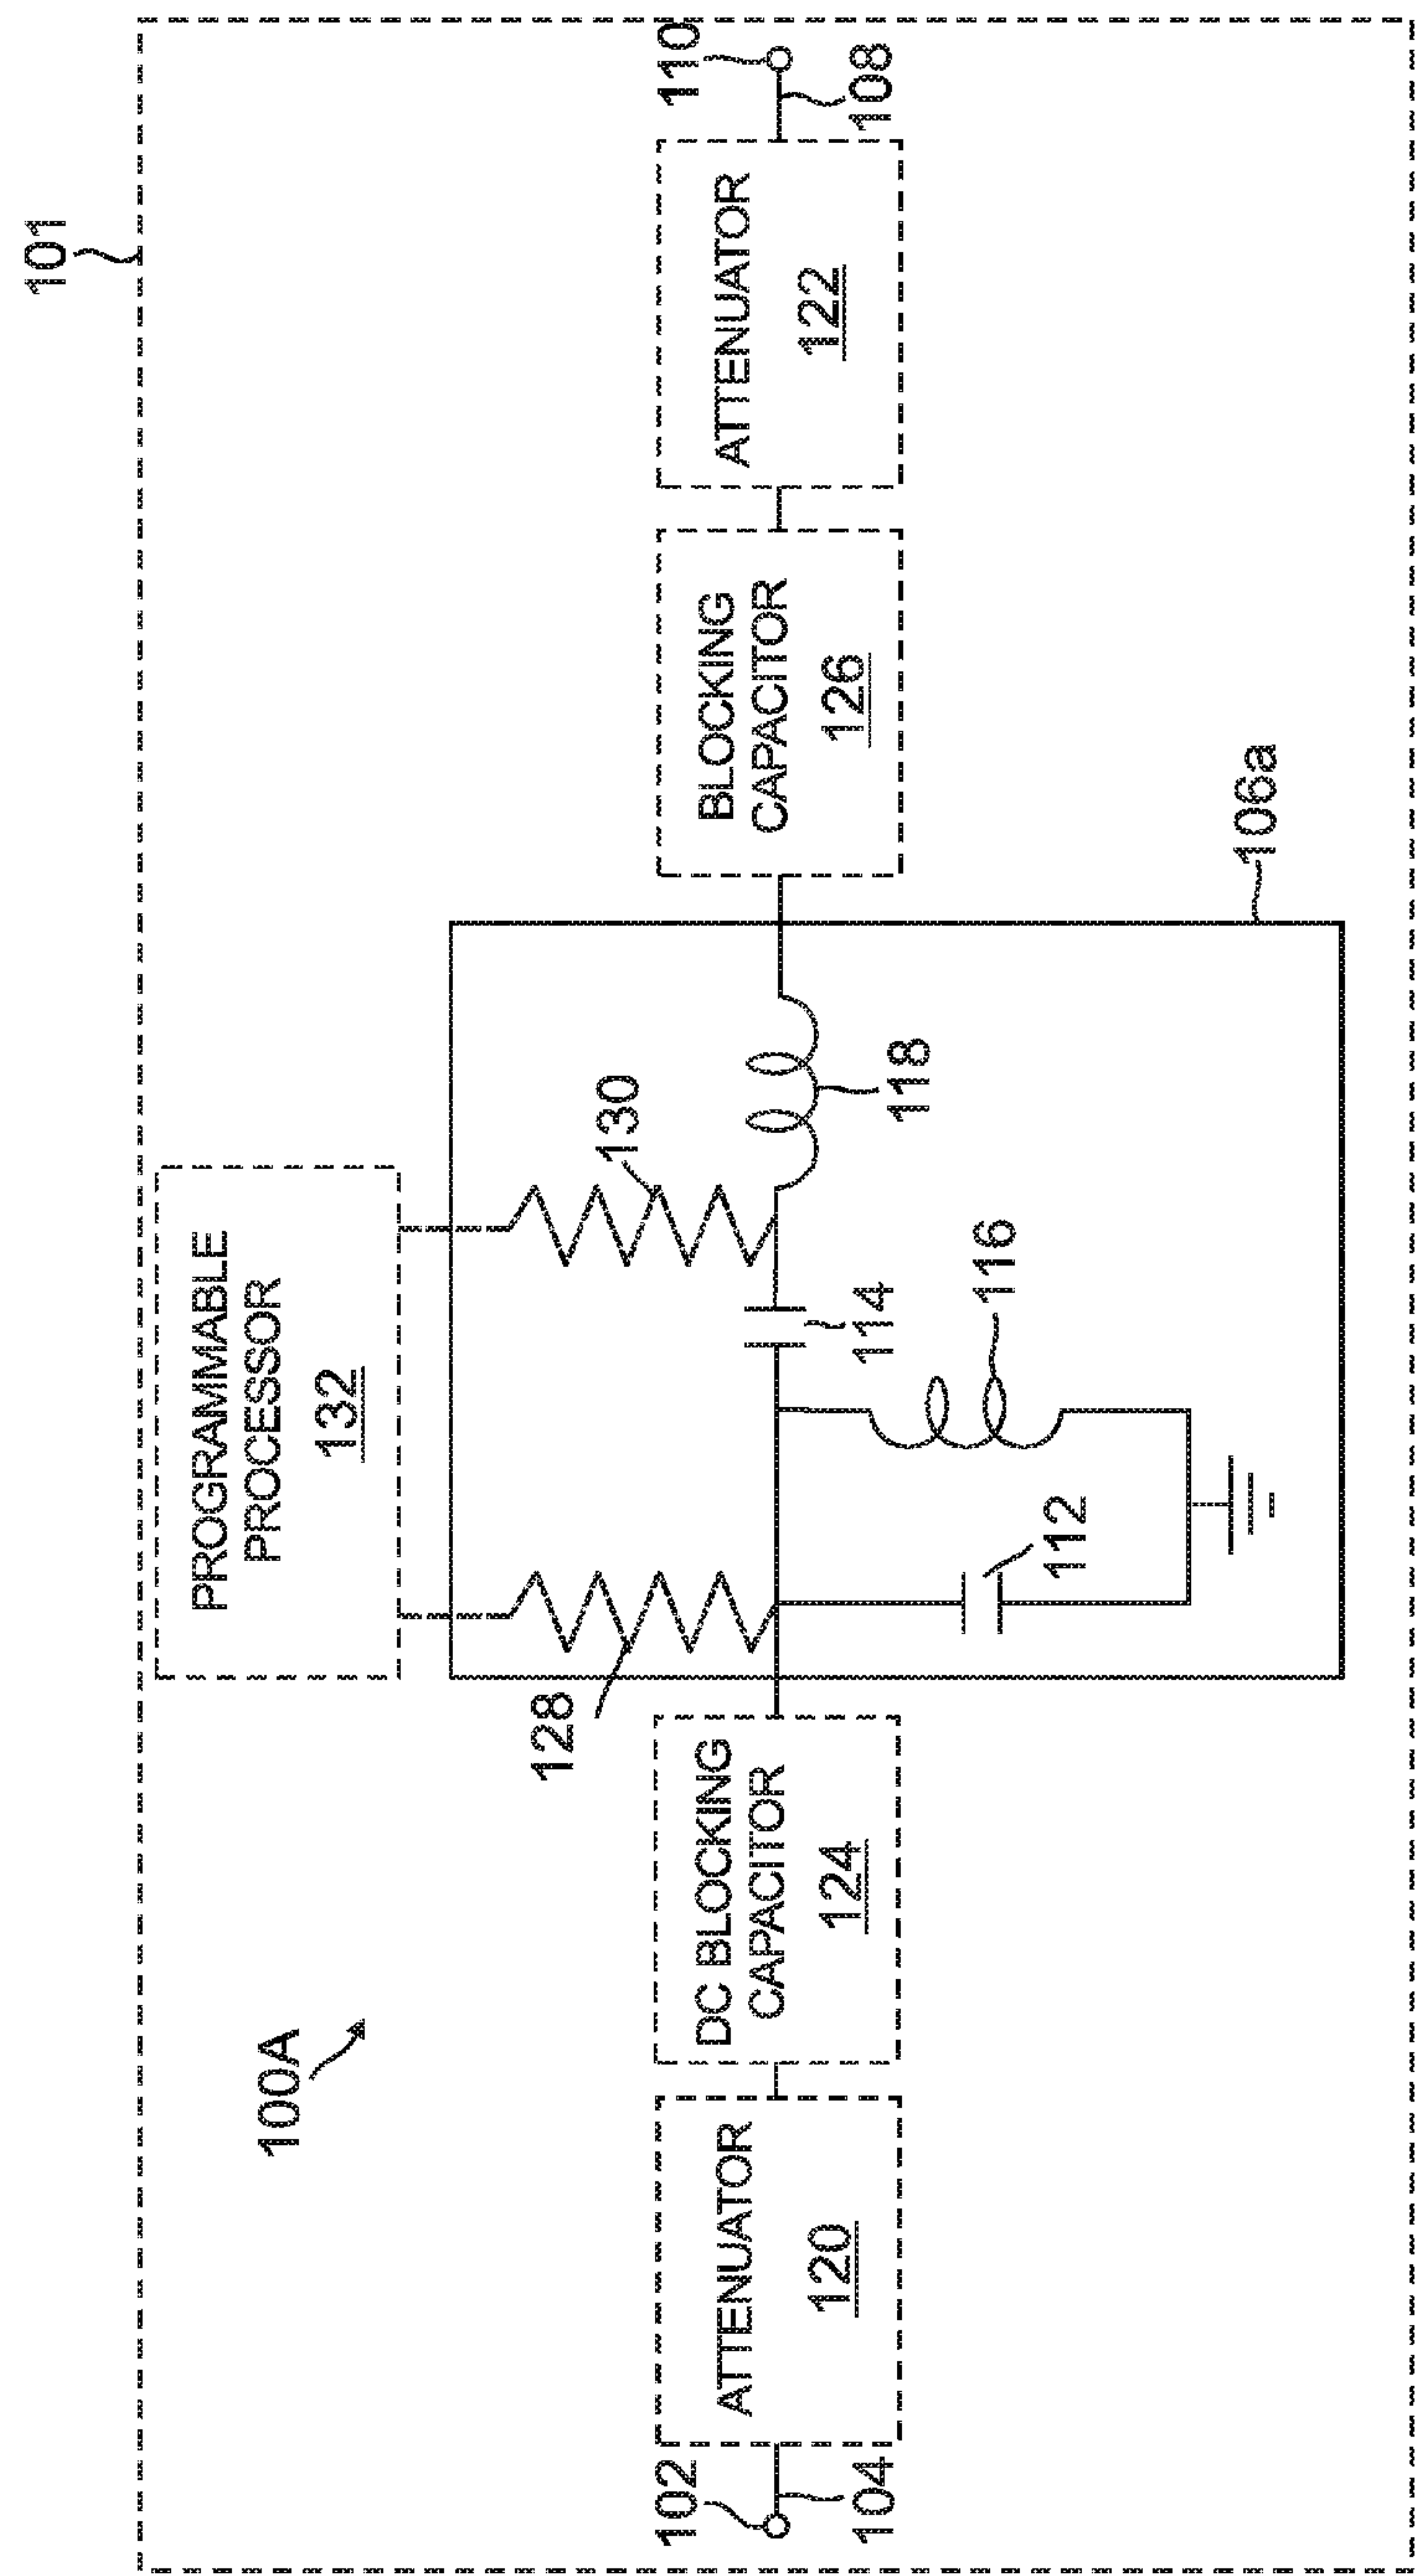 101
100A
PROGRAMMABLE
PROCESSOR
132
128
130
102
104
ATTENUATOR
120
DC BLOCKING
CAPACITOR
124
112
116
114
118
106a
BLOCKING
CAPACITOR
126
ATTENUATOR
122
110
108